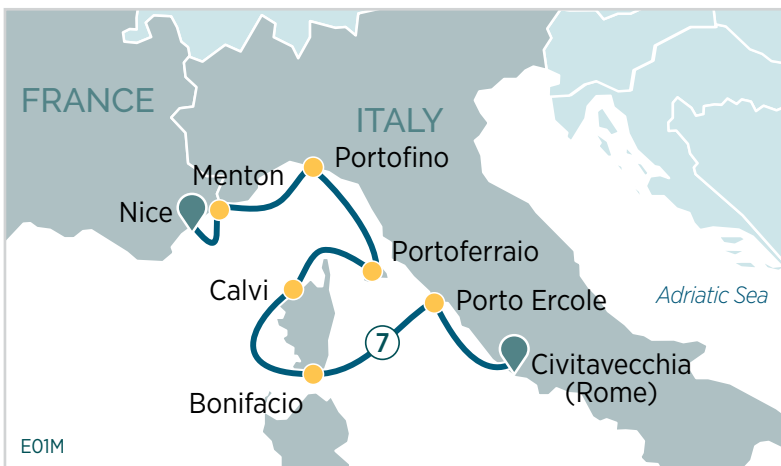 FRANCE
ITALY
Portofino
Menton
Nice
Portoferraio
Calvi
Adriatic Sea
Porto Ercole
7
Civitavecchia
(Rome)
Bonifacio
E01M